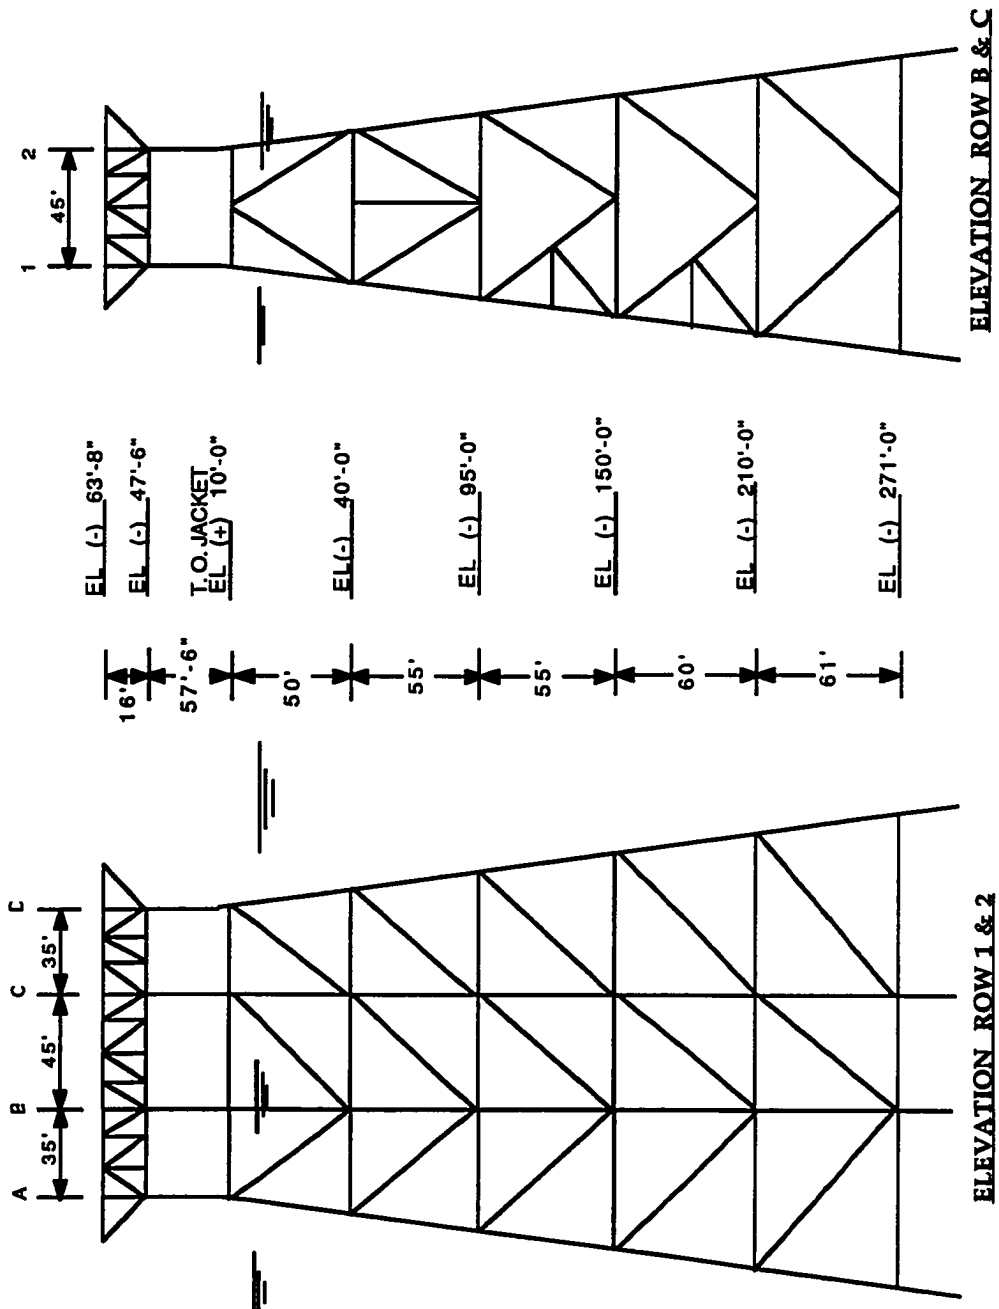 1
2
45'
ELEVATION ROW B & C
EL (-) 63'-8"
EL (-) 47'-6"
T.O. JACKET
EL (+) 10'-0"
EL(-) 40'-0"
EL (-) 95'-0"
EL (-) 150'-0"
EL (-) 210'-0"
EL (-) 271'-0"
16'
57'-6"
50'
55'
55'
60'
61'
A
B
C
C
35'
45'
35'
ELEVATION ROW 1 & 2